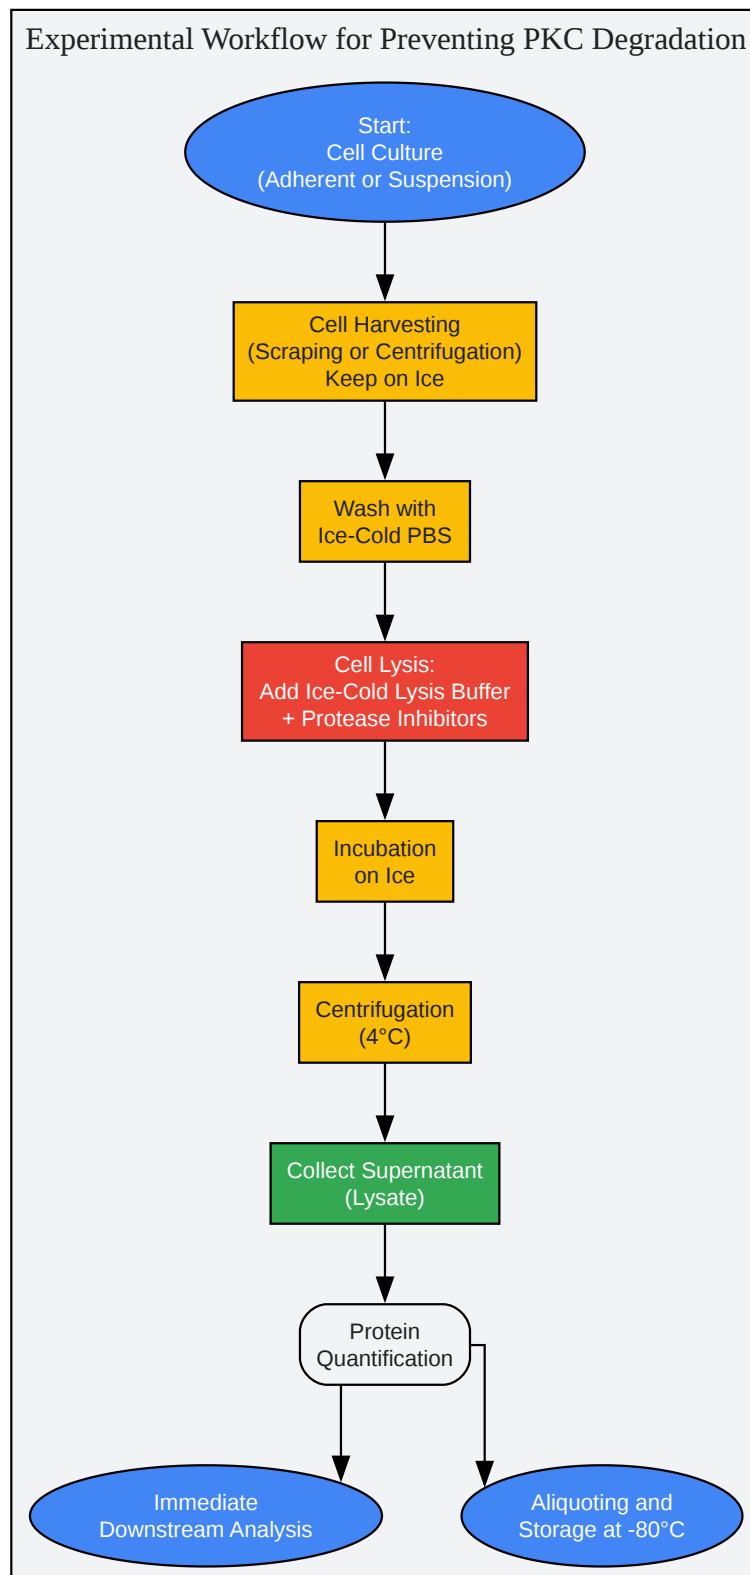 Experimental Workflow for Preventing PKC Degradation
Start:
Cell Culture
(Adherent or Suspension)
Cell Harvesting
(Scraping or Centrifugation)
Keep on Ice
Wash with
Ice-Cold PBS
Cell Lysis:
Add Ice-Cold Lysis Buffer
+ Protease Inhibitors
Incubation
on Ice
Centrifugation
(4°C)
Collect Supernatant
(Lysate)
Protein
Quantification
Immediate
Downstream Analysis
Aliquoting and
Storage at -80°C